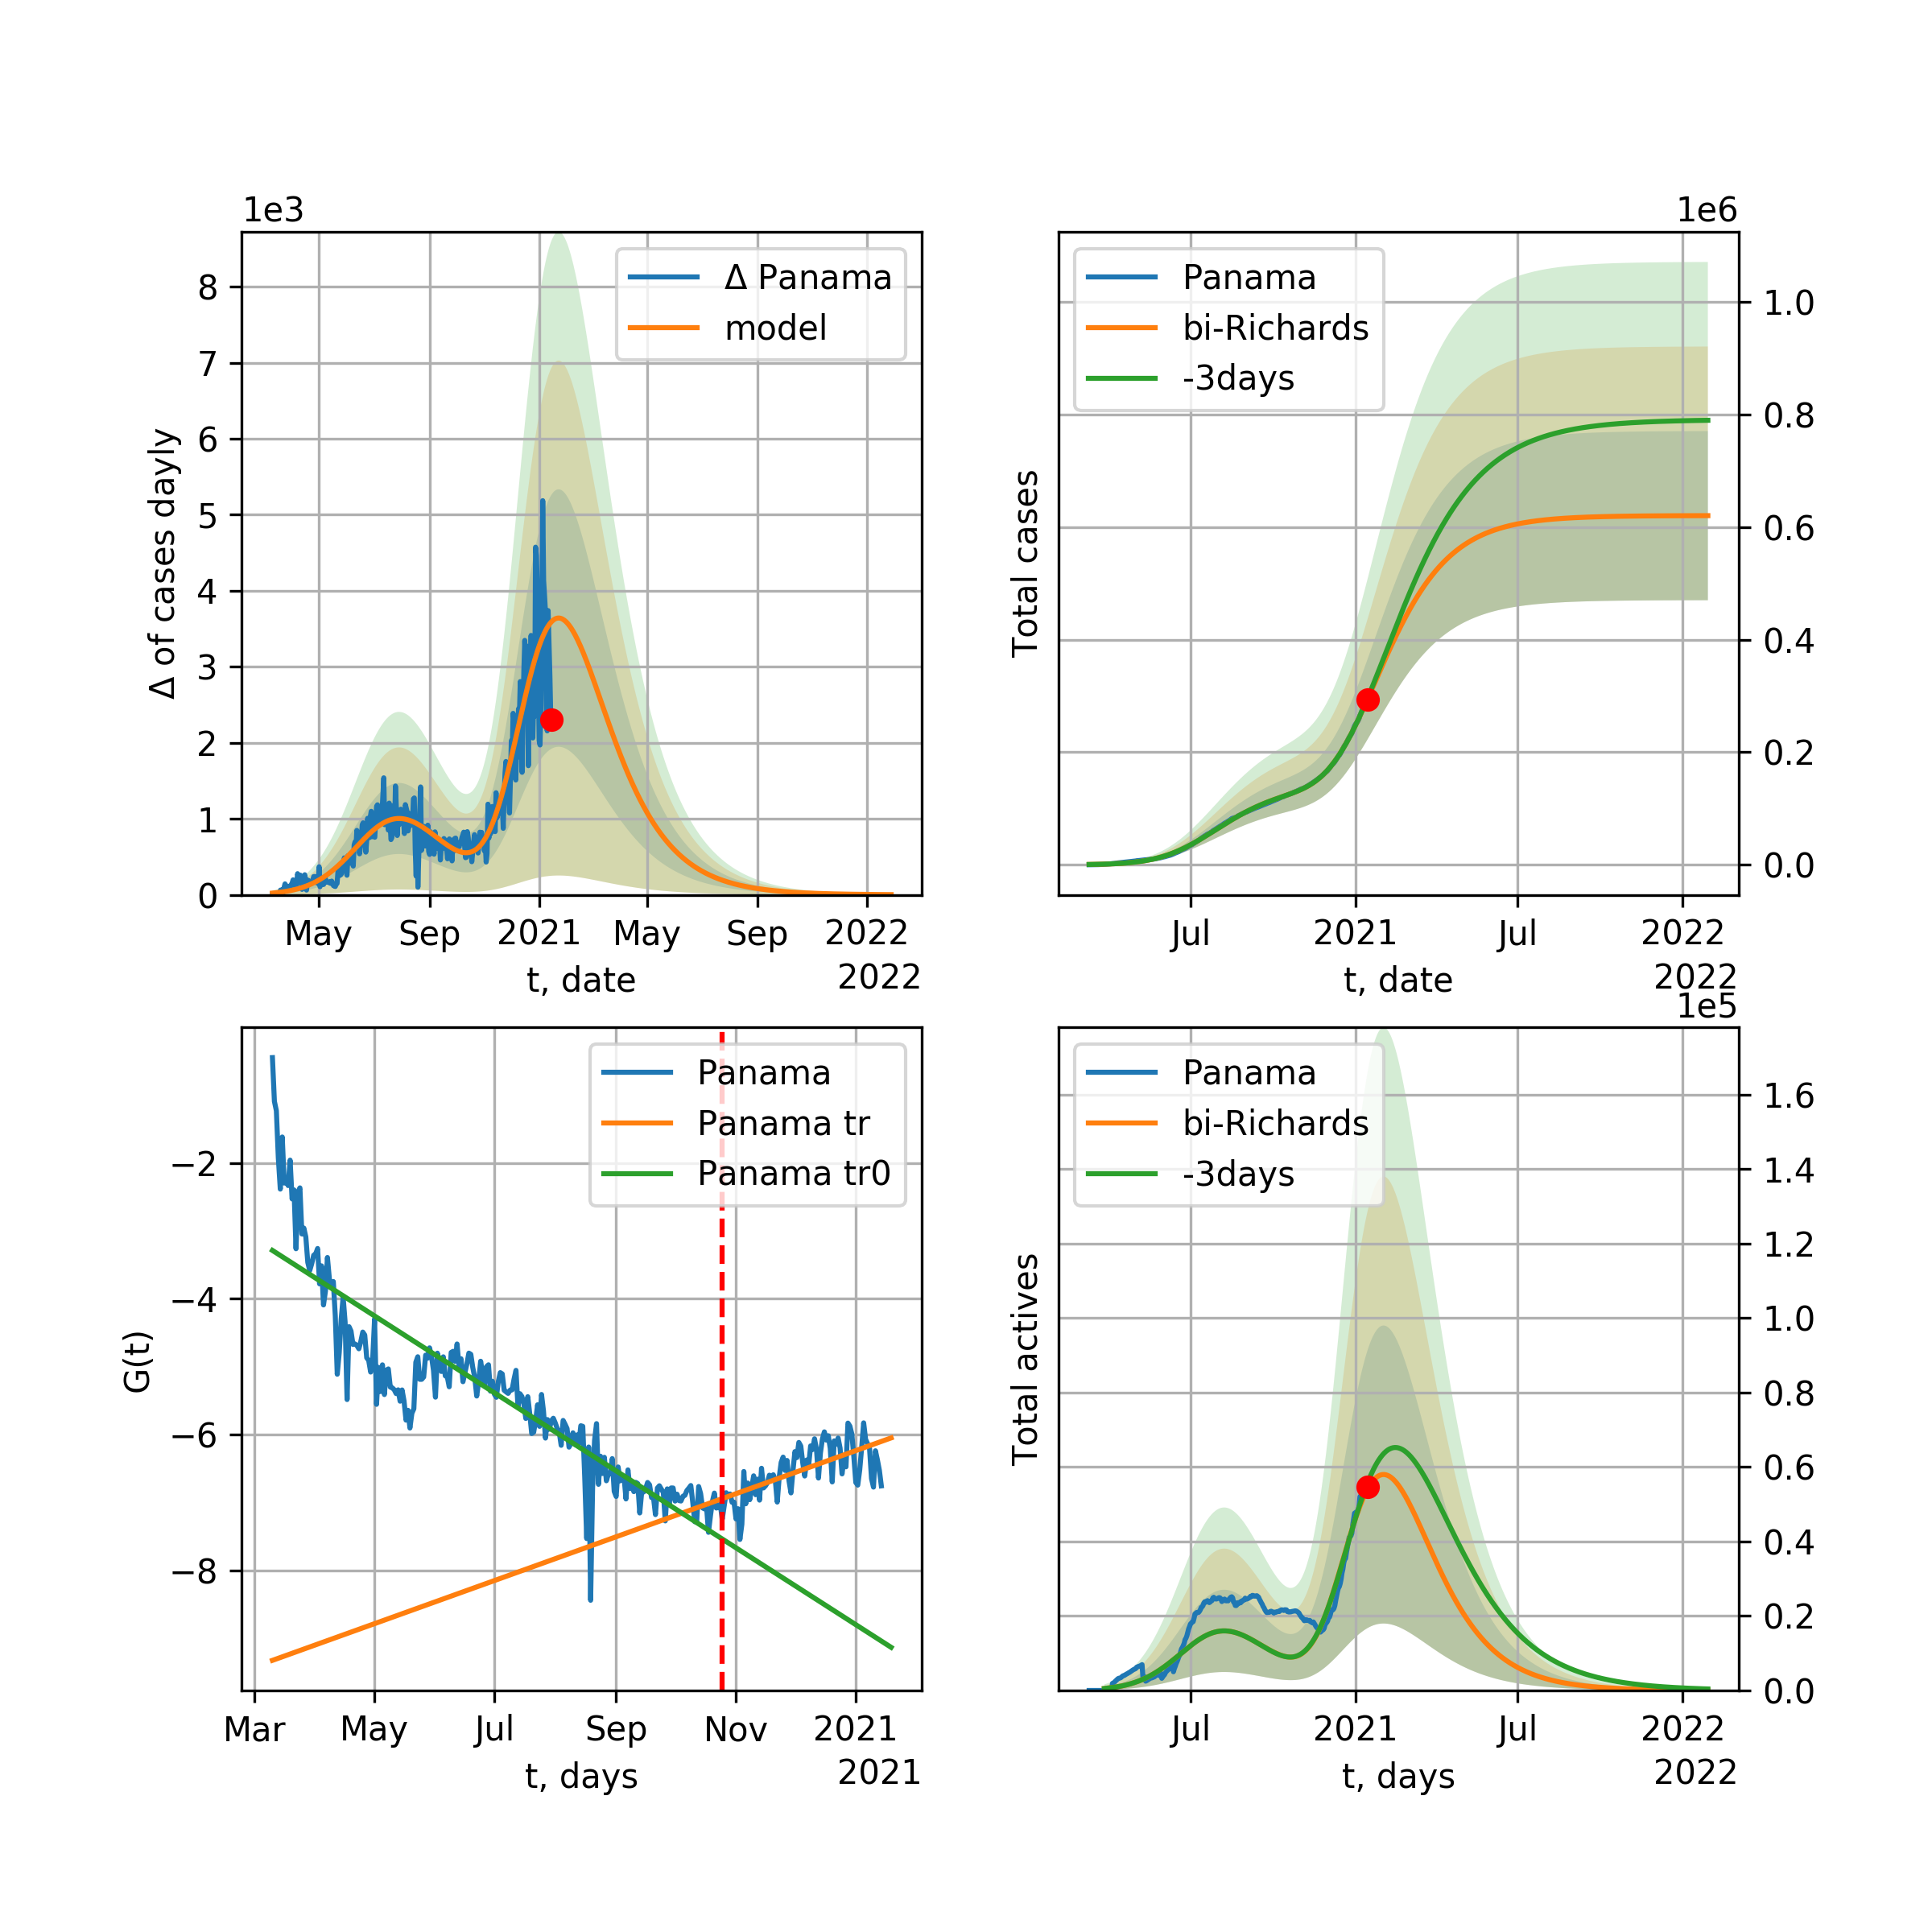 1e3
Δ of cases dayly
8
7
6
5
4
3
2
1
0
Δ Panama
model
May Sep 2021 May Sep 2022
t, date 2022
1e6
Total cases
Panama
bi-Richards
-3days
1.0
0.8
0.6
0.4
0.2
0.0
Jul 2021 Jul 2022
t, date 2022
G(t)
−2
−4
−6
−8
Panama
Panama tr
Panama tr0
Mar May Jul Sep Nov 2021
t, days 2021
1e5
Total actives
Panama
bi-Richards
-3days
1.6
1.4
1.2
1.0
0.8
0.6
0.4
0.2
0.0
Jul 2021 Jul 2022
t, days 2022